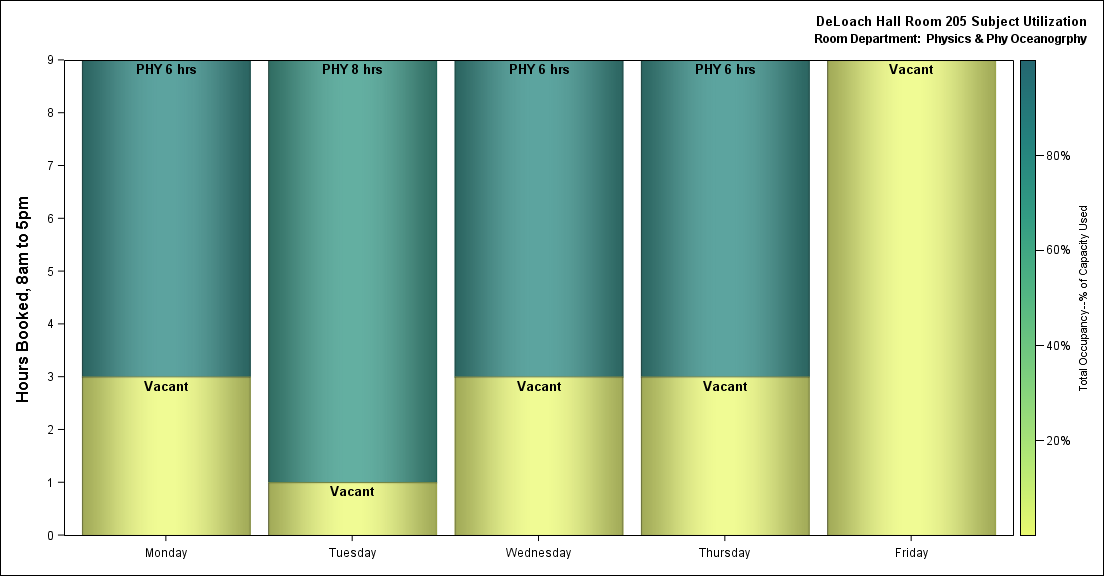 DeLoach Hall Room 205 Subject Utilization
Room Department: Physics & Phy Oceanogrphy
Hours Booked, 8am to 5pm
9
8
7
6
5
4
3
2
1
0
PHY 6 hrs
Vacant
PHY 8 hrs
Vacant
PHY 6 hrs
Vacant
PHY 6 hrs
Vacant
Vacant
Monday
Tuesday
Wednesday
Thursday
Friday
80%
60%
40%
20%
Total Occupancy--% of Capacity Used